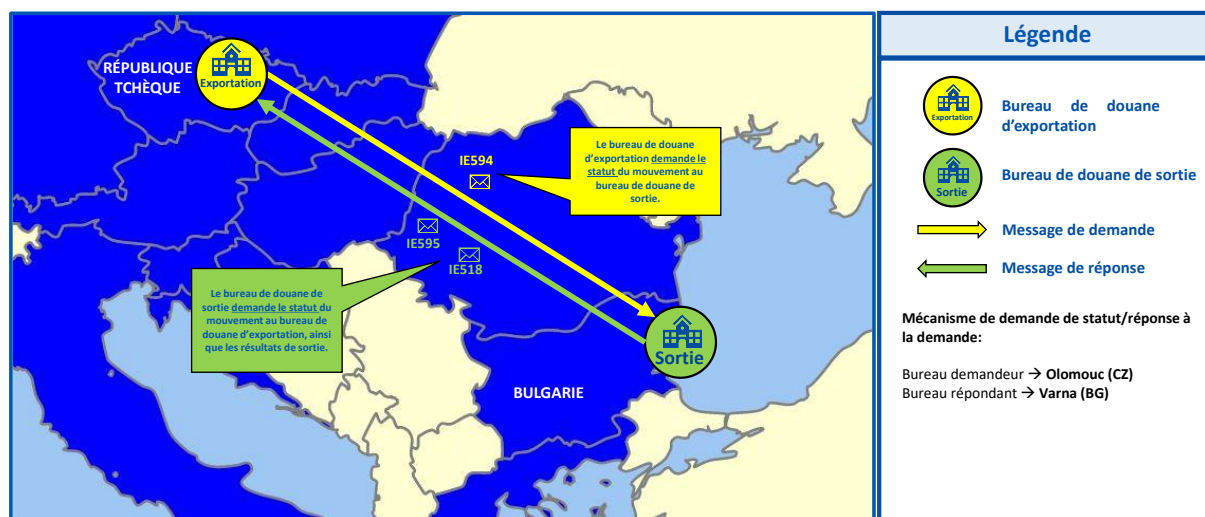 RÉPUBLIQUE
TCHÈQUE
Exportation
IE594
Le bureau de douane
d'exportation demande le
statut du mouvement au
bureau de douane de
sortie.
IE595
IE518
Le bureau de douane de
sortie demande le statut du
mouvement au bureau de
douane d'exportation, ainsi
que les résultats de sortie.
Sortie
BULGARIE
Légende
Exportation
Bureau de douane
d'exportation
Sortie
Bureau de douane de sortie
Message de demande
Message de réponse
Mécanisme de demande de statut/réponse à
la demande:
Bureau demandeur → Olomouc (CZ)
Bureau répondant → Varna (BG)